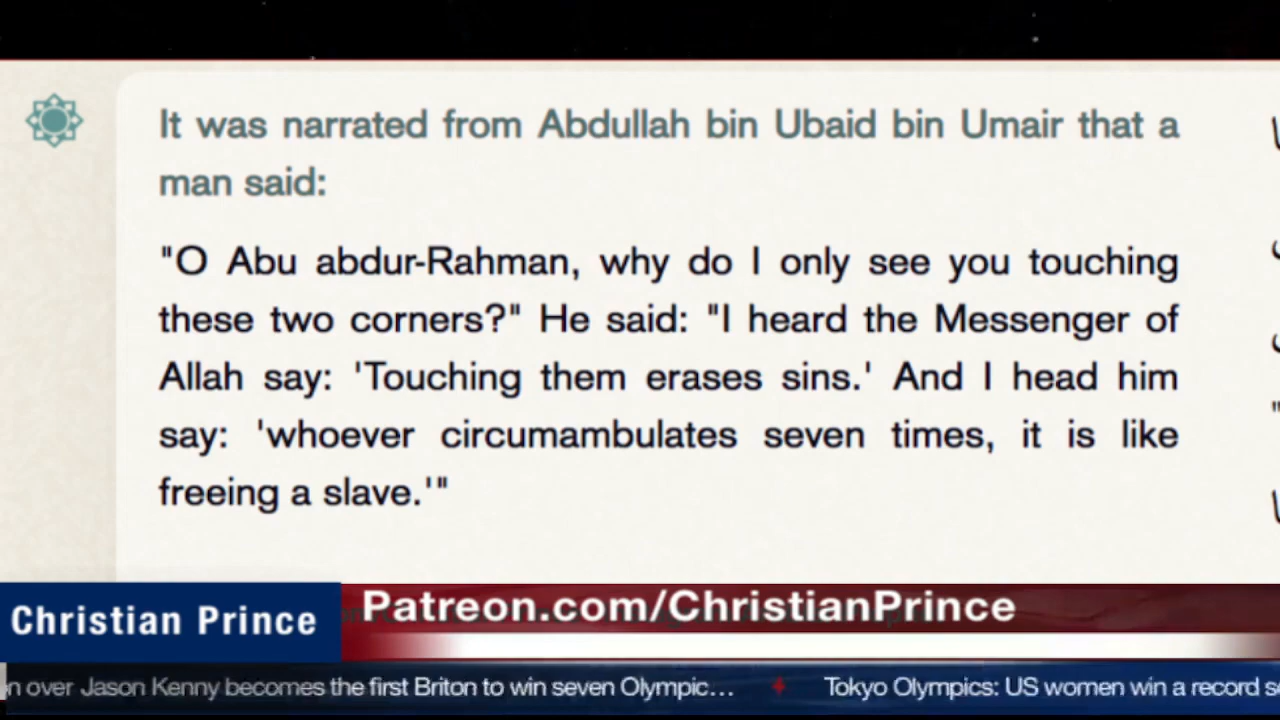 It was narrated from Abdullah bin Ubaid bin Umair that a
man said:
"O Abu abdur-Rahman, why do I only see you touching
these two corners?" He said: "I heard the Messenger of
Allah say: 'Touching them erases sins.' And I head him
say: 'whoever circumambulates seven times, it is like
freeing a slave.'"
Christian Prince
Patreon.com/ChristianPrince
n over Jason Kenny becomes the first Briton to win seven Olympic…
Tokyo Olympics: US women win a record s